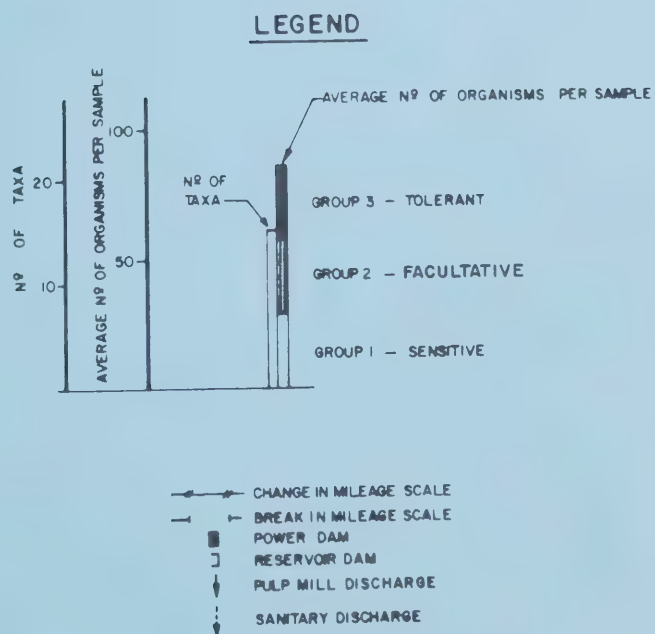 LEGEND
AVERAGE Nº OF ORGANISMS PER SAMPLE
Nº OF TAXA
20
10
AVERAGE Nº OF ORGANISMS PER SAMPLE
100
50
Nº OF
TAXA
GROUP 3 - TOLERANT
GROUP 2 - FACULTATIVE
GROUP 1 - SENSITIVE
CHANGE IN MILEAGE SCALE
BREAK IN MILEAGE SCALE
POWER DAM
RESERVOIR DAM
PULP MILL DISCHARGE
SANITARY DISCHARGE